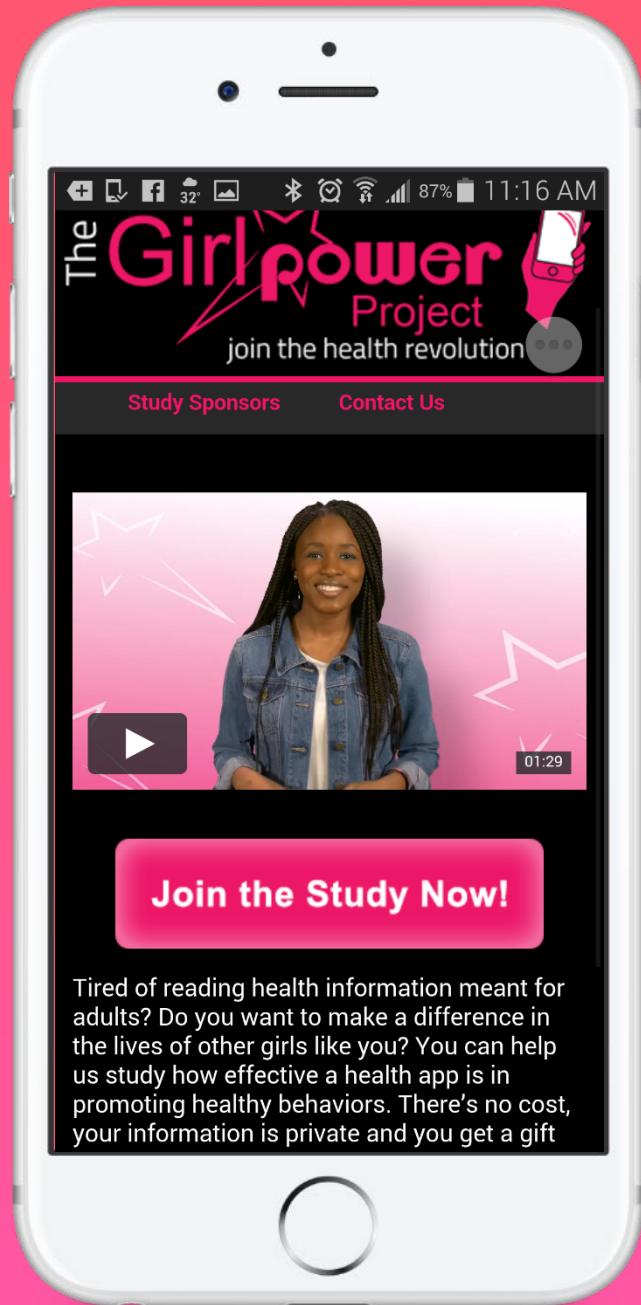 32°
87% 11:16 AM
The Girlpower
Project
join the health revolution
Study Sponsors Contact Us
01:29
Join the Study Now!
Tired of reading health information meant for
adults? Do you want to make a difference in
the lives of other girls like you? You can help
us study how effective a health app is in
promoting healthy behaviors. There's no cost,
your information is private and you get a gift